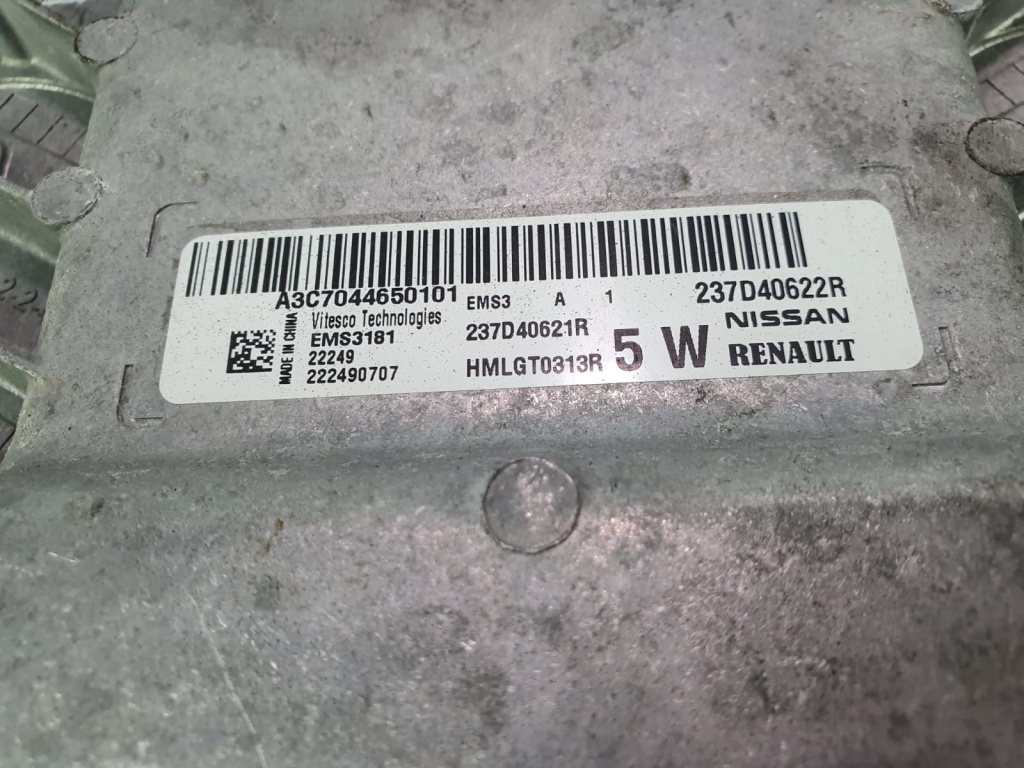 A3C7044650101 EMS3 A 1 237D40622R
MADE IN CHINA
Vitesco Technologies
EMS3181
22249
222490707
237D40621R
HMLGT0313R
5 W
NISSAN
RENAULT